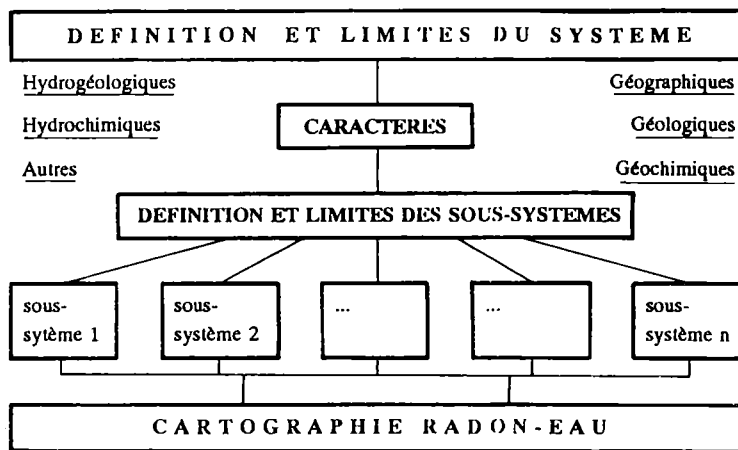 DEFINITION ET LIMITES DU SYSTEME
Hydrogéologiques
Géographiques
Hydrochimiques
CARACTERES
Géologiques
Autres
Géochimiques
DEFINITION ET LIMITES DES SOUS-SYSTEMES
sous-
sytème 1
sous-
système 2
...
...
sous-
système n
CARTOGRAPHIE RADON-EAU